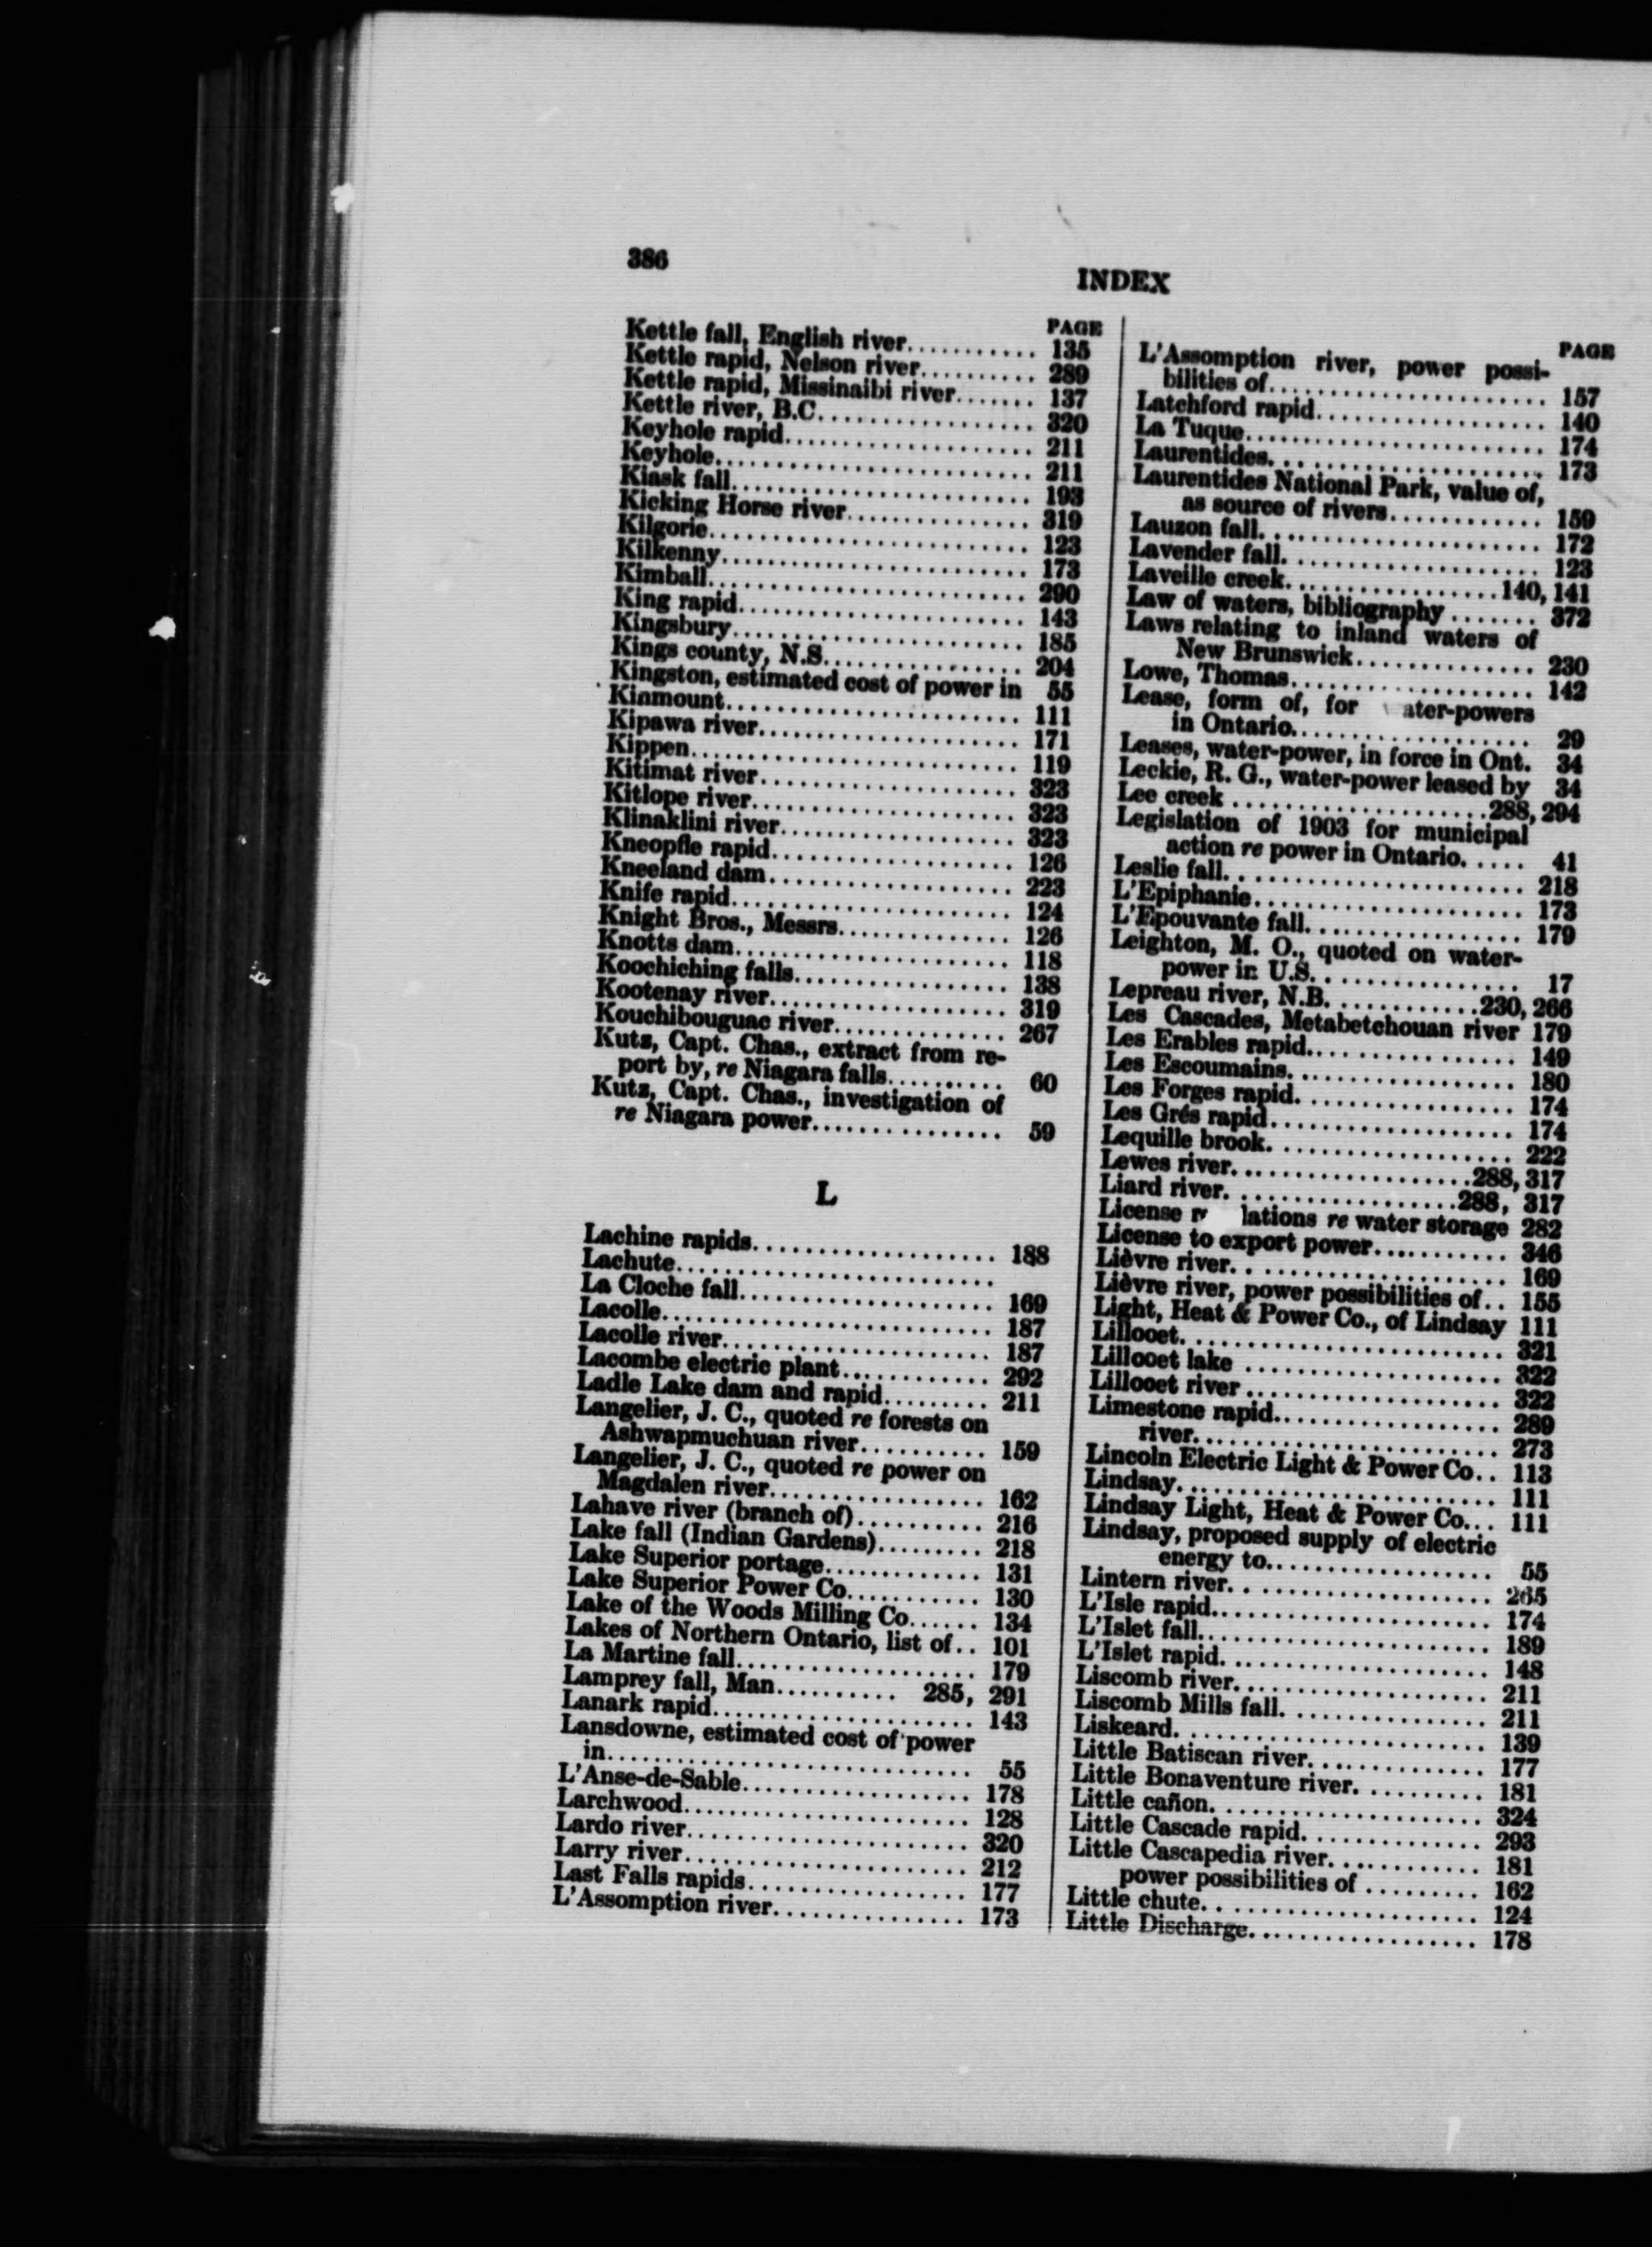 386
INDEX
PAGE
Kettle fall, English river........... 135
Kettle rapid, Nelson river.......... 289
Kettle rapid, Missinaibi river....... 137
Kettle river, B.C................. 320
Keyhole rapid.................... 211
Keyhole......................... 211
Kiask fall........................ 193
Kicking Horse river............... 319
Kilgorie......................... 123
Kilkenny........................ 173
Kimball......................... 290
King rapid....................... 143
Kingsbury....................... 185
Kings county, N.S................ 204
Kingston, estimated cost of power in 55
Kinmount....................... 111
Kipawa river..................... 171
Kippen.......................... 119
Kitimat river..................... 323
Kitlope river..................... 323
Klinaklini river................... 323
Kneopfle rapid................... 126
Kneeland dam................... 223
Knife rapid...................... 124
Knight Bros., Messrs.............. 126
Knotts dam...................... 118
Koochiching falls................. 138
Kootenay river................... 319
Kouchibouguac river.............. 267
Kutz, Capt. Chas., extract from re-
port by, re Niagara falls.......... 60
Kutz, Capt. Chas., investigation of
re Niagara power............... 59
L
Lachine rapids.................... 188
Lachute..........................
La Cloche fall..................... 169
Lacolle........................... 187
Lacolle river...................... 187
Lacombe electric plant............ 292
Ladle Lake dam and rapid......... 211
Langelier, J. C., quoted re forests on
Ashwapmuchuan river.......... 159
Langelier, J. C., quoted re power on
Magdalen river................. 162
Lahave river (branch of).......... 216
Lake fall (Indian Gardens)......... 218
Lake Superior portage............. 131
Lake Superior Power Co........... 130
Lake of the Woods Milling Co...... 134
Lakes of Northern Ontario, list of.. 101
La Martine fall.................... 179
Lamprey fall, Man.......... 285, 291
Lanark rapid..................... 143
Lansdowne, estimated cost of power
in.............................. 55
L'Anse-de-Sable................... 178
Larchwood....................... 128
Lardo river....................... 320
Larry river....................... 212
Last Falls rapids.................. 177
L'Assomption river................ 173
PAGE
L'Assomption river, power possi-
bilities of....................... 157
Latchford rapid................... 140
La Tuque........................ 174
Laurentides...................... 173
Laurentides National Park, value of,
as source of rivers............. 159
Lauzon fall....................... 172
Lavender fall..................... 123
Laveille creek.................140, 141
Law of waters, bibliography ....... 372
Laws relating to inland waters of
New Brunswick.............. 230
Lowe, Thomas................... 142
Lease, form of, for ater-powers
in Ontario.................... 29
Leases, water-power, in force in Ont. 34
Leckie, R. G., water-power leased by 34
Lee creek ....................288, 294
Legislation of 1903 for municipal
action re power in Ontario..... 41
Leslie fall........................ 218
L'Epiphanie...................... 173
L'Epouvante fall.................. 179
Leighton, M. O., quoted on water-
power in U.S................. 17
Lepreau river, N.B............230, 266
Les Cascades, Metabetchouan river 179
Les Erables rapid................. 149
Les Escoumains.................. 180
Les Forges rapid.................. 174
Les Grés rapid.................... 174
Lequille brook.................... 222
Lewes river....................288, 317
Liard river....................288, 317
License lations re water storage 282
License to export power........... 346
Lièvre river...................... 169
Lièvre river, power possibilities of.. 155
Light, Heat & Power Co., of Lindsay 111
Lillooet.......................... 321
Lillooet lake ..................... 322
Lillooet river ..................... 322
Limestone rapid.................. 289
river......................... 273
Lincoln Electric Light & Power Co.. 113
Lindsay.......................... 111
Lindsay Light, Heat & Power Co... 111
Lindsay, proposed supply of electric
energy to.................... 55
Lintern river...................... 265
L'Isle rapid....................... 174
L'Islet fall........................ 189
L'Islet rapid...................... 148
Liscomb river..................... 211
Liscomb Mills fall................. 211
Liskeard......................... 139
Little Batiscan river............... 177
Little Bonaventure river........... 181
Little cañon...................... 324
Little Cascade rapid............... 293
Little Cascapedia river............. 181
power possibilities of .......... 162
Little chute....................... 124
Little Discharge................... 178